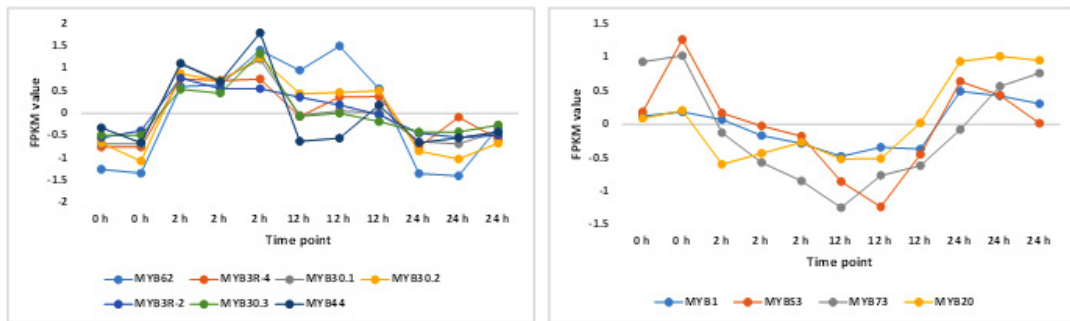 FPKM value
2
1.5
1
0.5
0
-0.5
-1
-1.5
-2
0 h 0 h 2 h 2 h 2 h 12 h 12 h 12 h 24 h 24 h 24 h
Time point
MYB62 MYB3R-4 MYB30.1 MYB30.2
MYB3R-2 MYB30.3 MYB44
FPKM value
1.5
1
0.5
0
-0.5
-1
-1.5
0 h 0 h 2 h 2 h 2 h 12 h 12 h 12 h 24 h 24 h 24 h
Time point
MYB1 MYB53 MYB73 MYB20